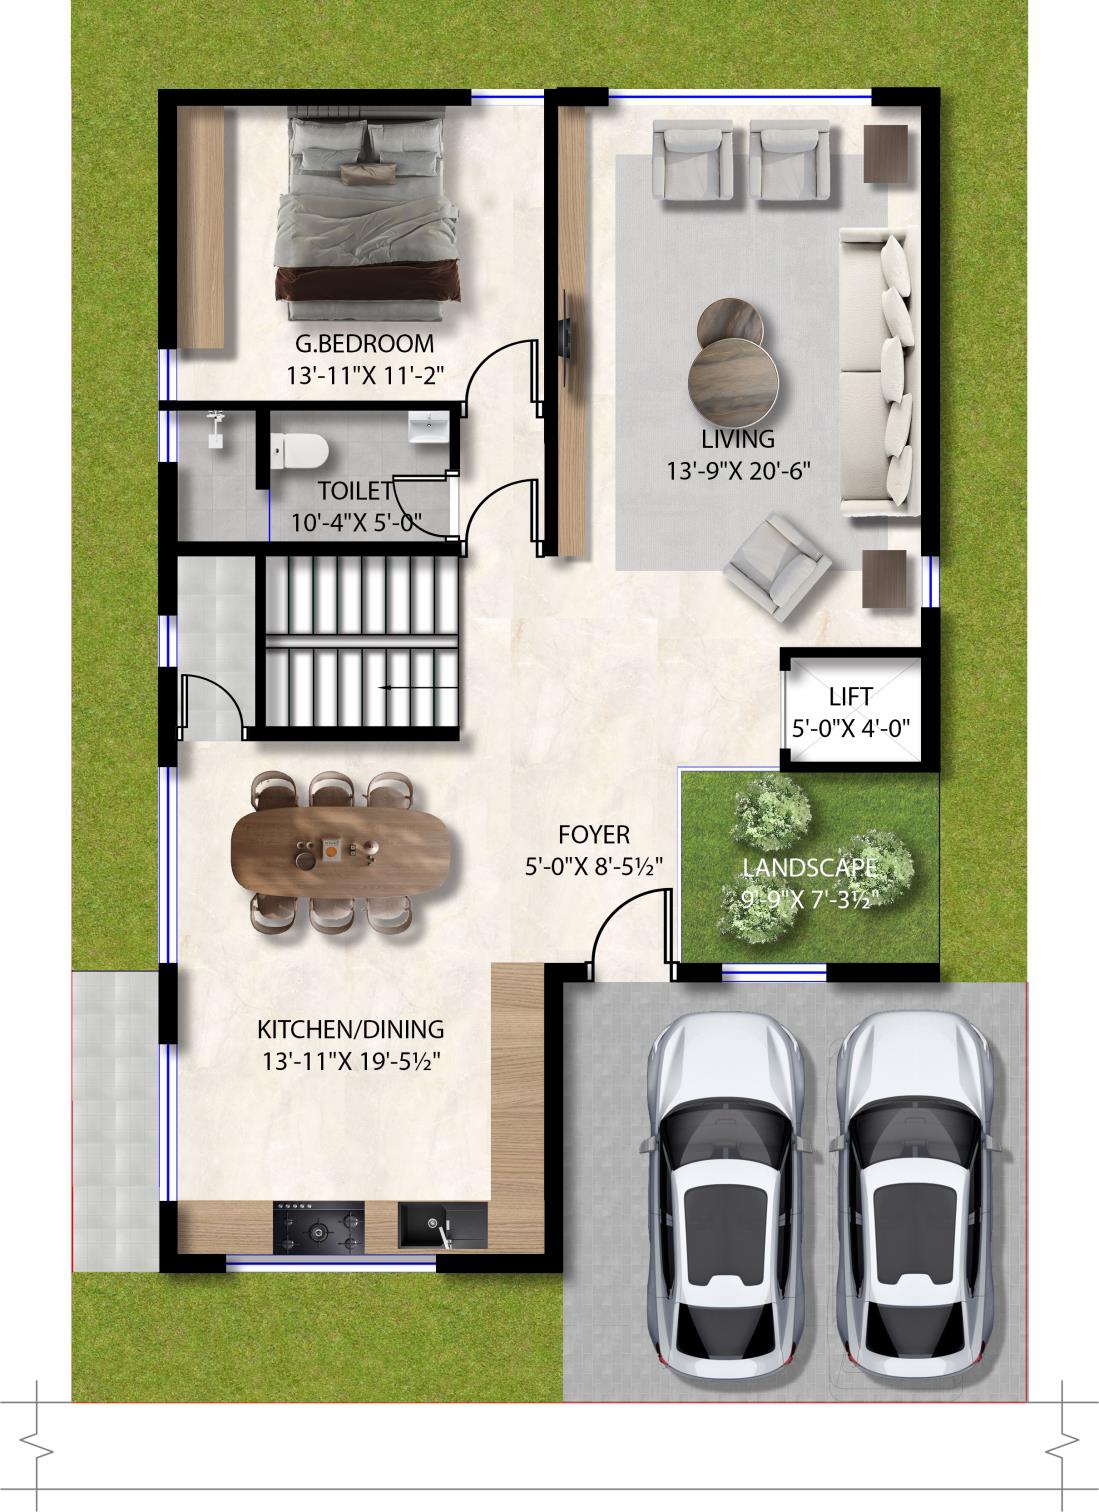 G.BEDROOM
13'-11"X 11'-2"
LIVING
13'-9"X 20'-6"
TOILET
10'-4"X 5'-0"
LIFT
5'-0"X 4'-0"
FOYER
5'-0"X 8'-5½"
LANDSCAPE
9'-9"X 7'-3½"
KITCHEN/DINING
13'-11"X 19'-5½"